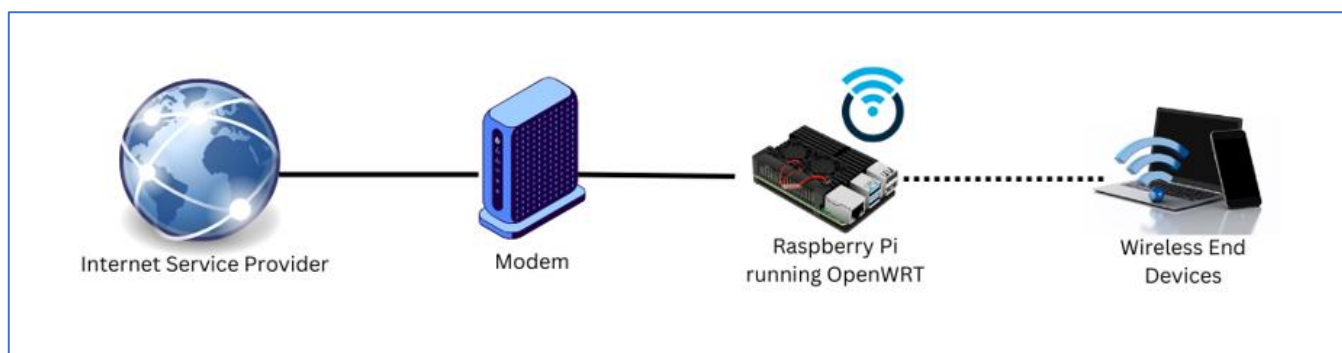 Internet Service Provider
Modem
Raspberry Pi
running OpenWRT
Wireless End
Devices